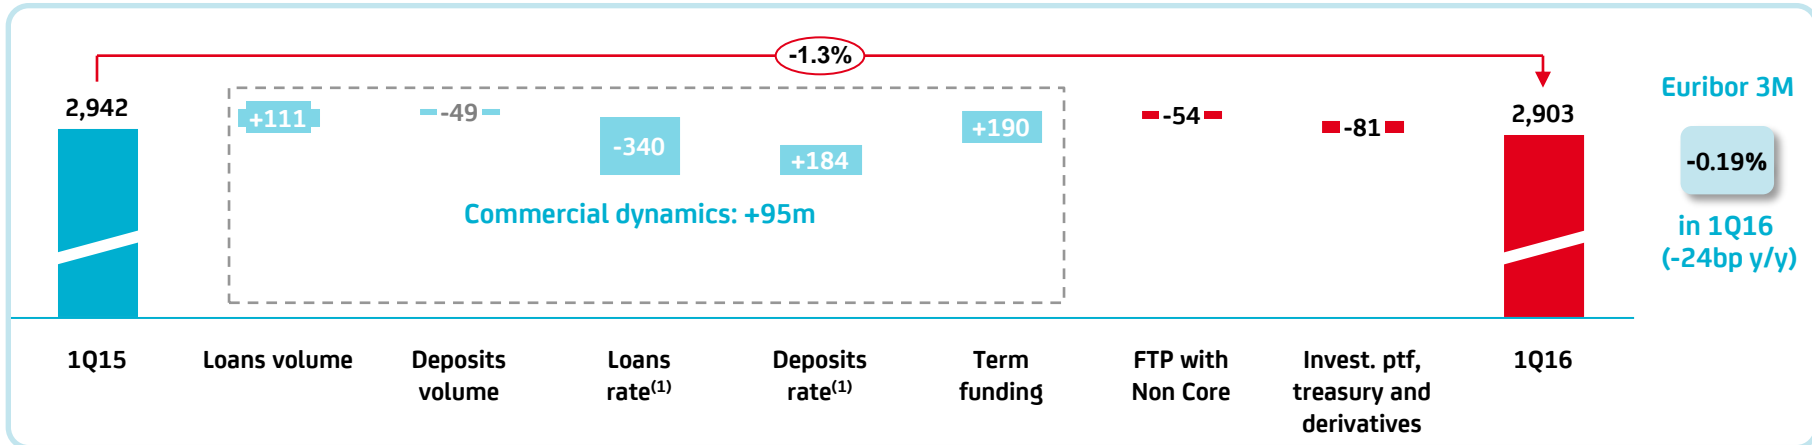 -1.3%
2,942
+111
-49
-340
+184
+190
-54
-81
2,903
Commercial dynamics: +95m
Euribor 3M
-0.19%
in 1Q16
(-24bp y/y)
1Q15
Loans volume
Deposits
volume
Loans
rate(1)
Deposits
rate(1)
Term
funding
FTP with
Non Core
Invest. ptf,
treasury and
derivatives
1Q16